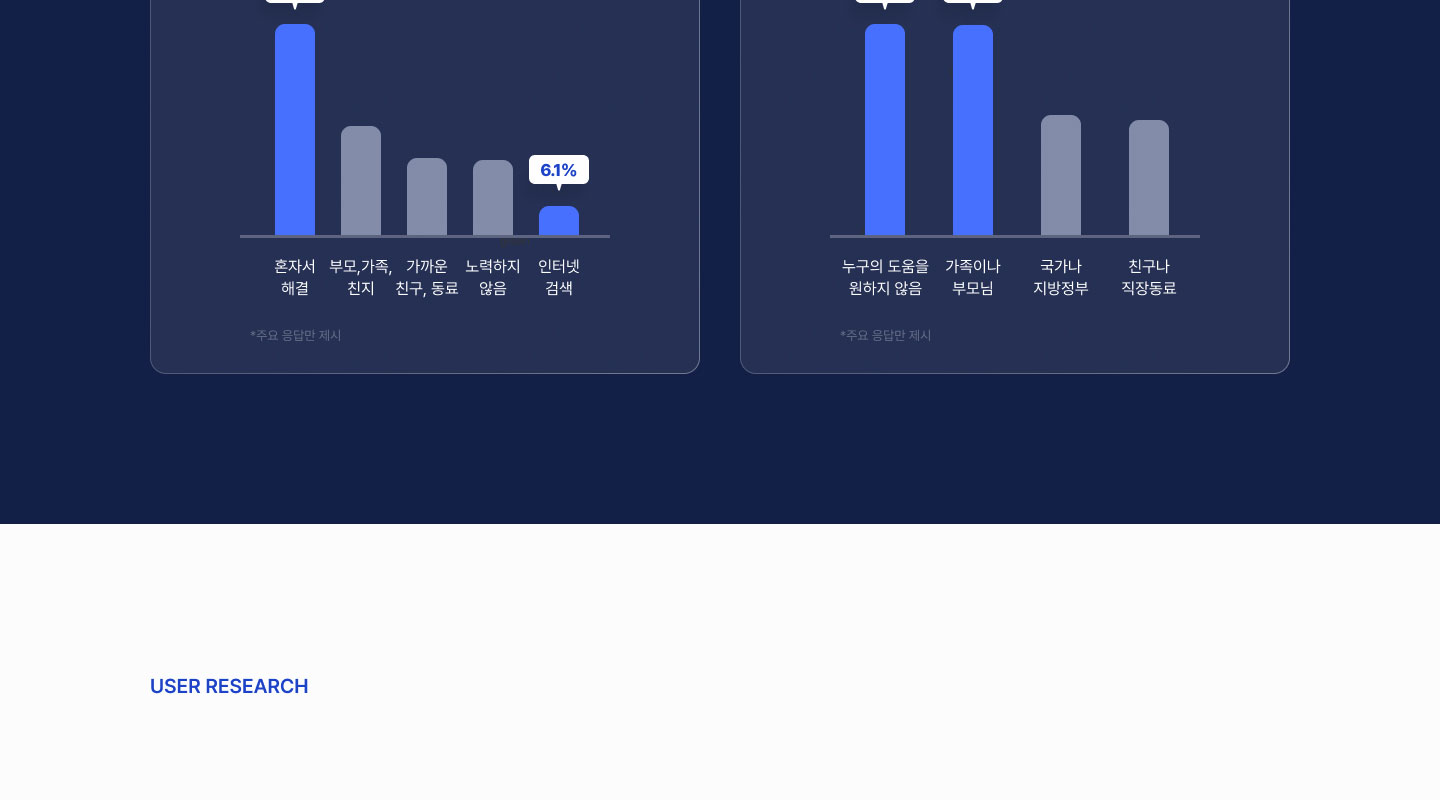 6.1%
혼자서
해결
부모,가족,
친지
가까운
친구, 동료
노력하지
않음
인터넷
검색
*주요 응답만 제시
누구의 도움을
원하지 않음
가족이나
부모님
국가나
지방정부
친구나
직장동료
*주요 응답만 제시
USER RESEARCH